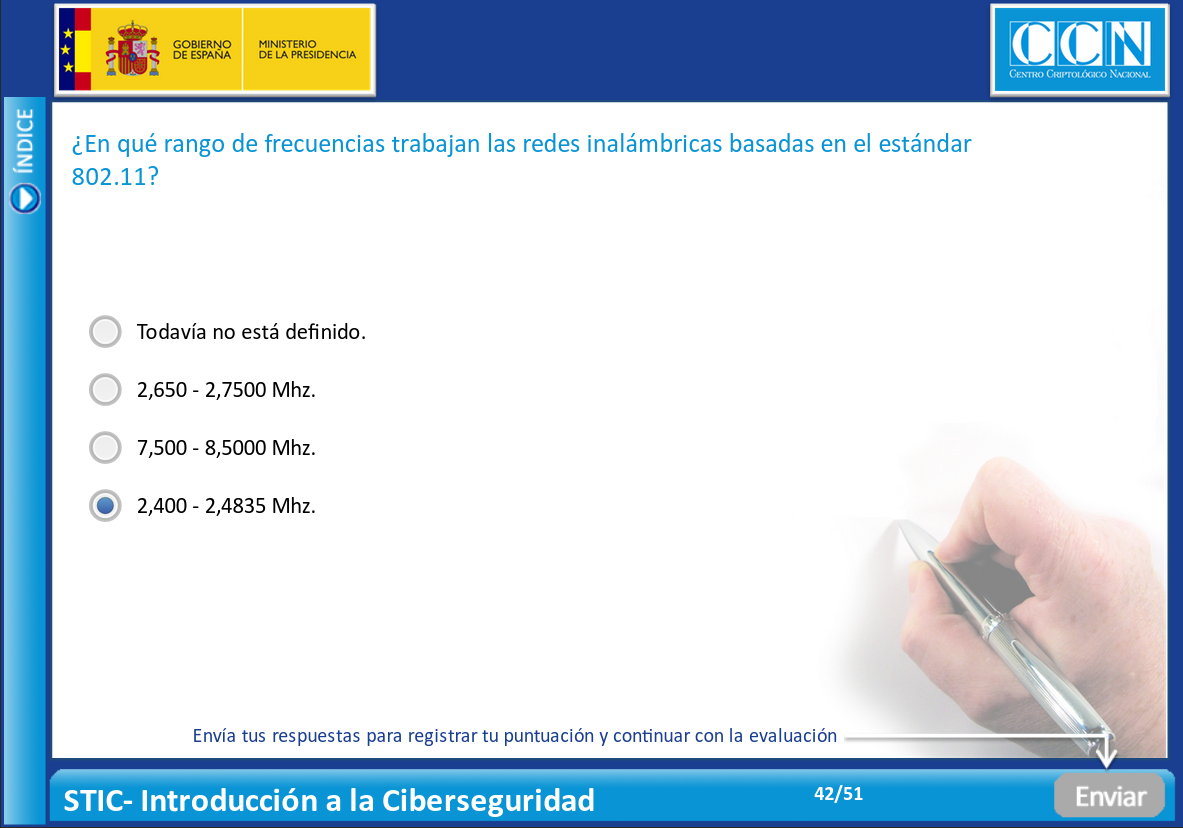 GOBIERNO
DE ESPAÑA
MINISTERIO
DE LA PRESIDENCIA
CCN
CENTRO CRIPTOLÓGICO NACIONAL
ÍNDICE
¿En qué rango de frecuencias trabajan las redes inalámbricas basadas en el estándar
802.11?
Todavía no está definido.
2,650 - 2,7500 Mhz.
7,500 - 8,5000 Mhz.
2,400 - 2,4835 Mhz.
Envía tus respuestas para registrar tu puntuación y continuar con la evaluación
STIC- Introducción a la Ciberseguridad
42/51
Enviar